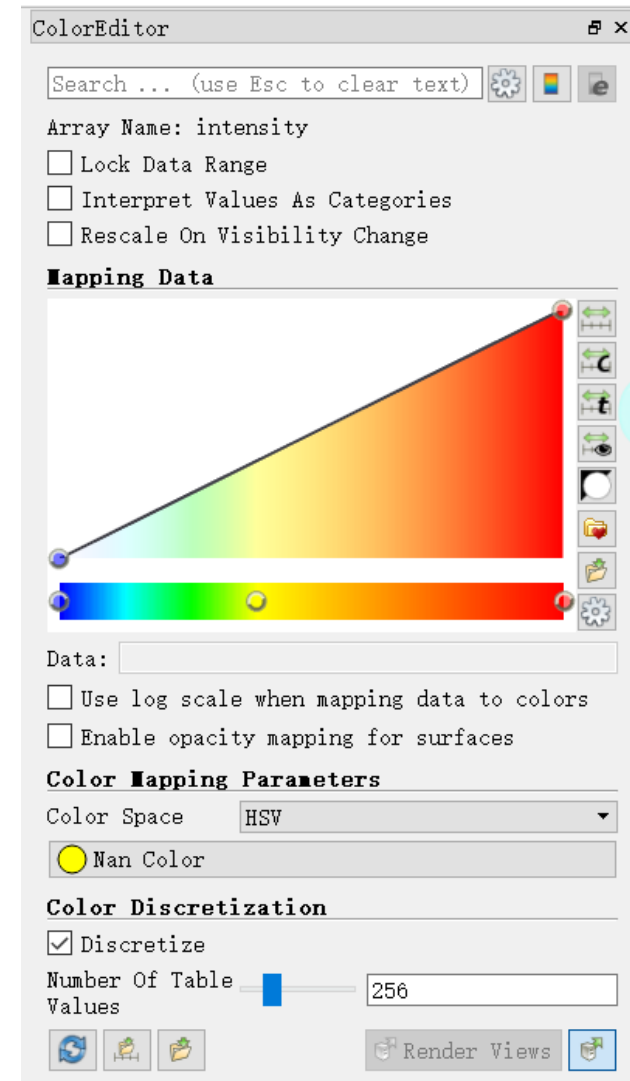 ColorEditor
Search ... (use Esc to clear text)
Array Name: intensity
Lock Data Range
Interpret Values As Categories
Rescale On Visibility Change
Mapping Data
Data:
Use log scale when mapping data to colors
Enable opacity mapping for surfaces
Color Mapping Parameters
Color Space HSV
Nan Color
Color Discretization
Discretize
Number Of Table
Values
256
Render Views